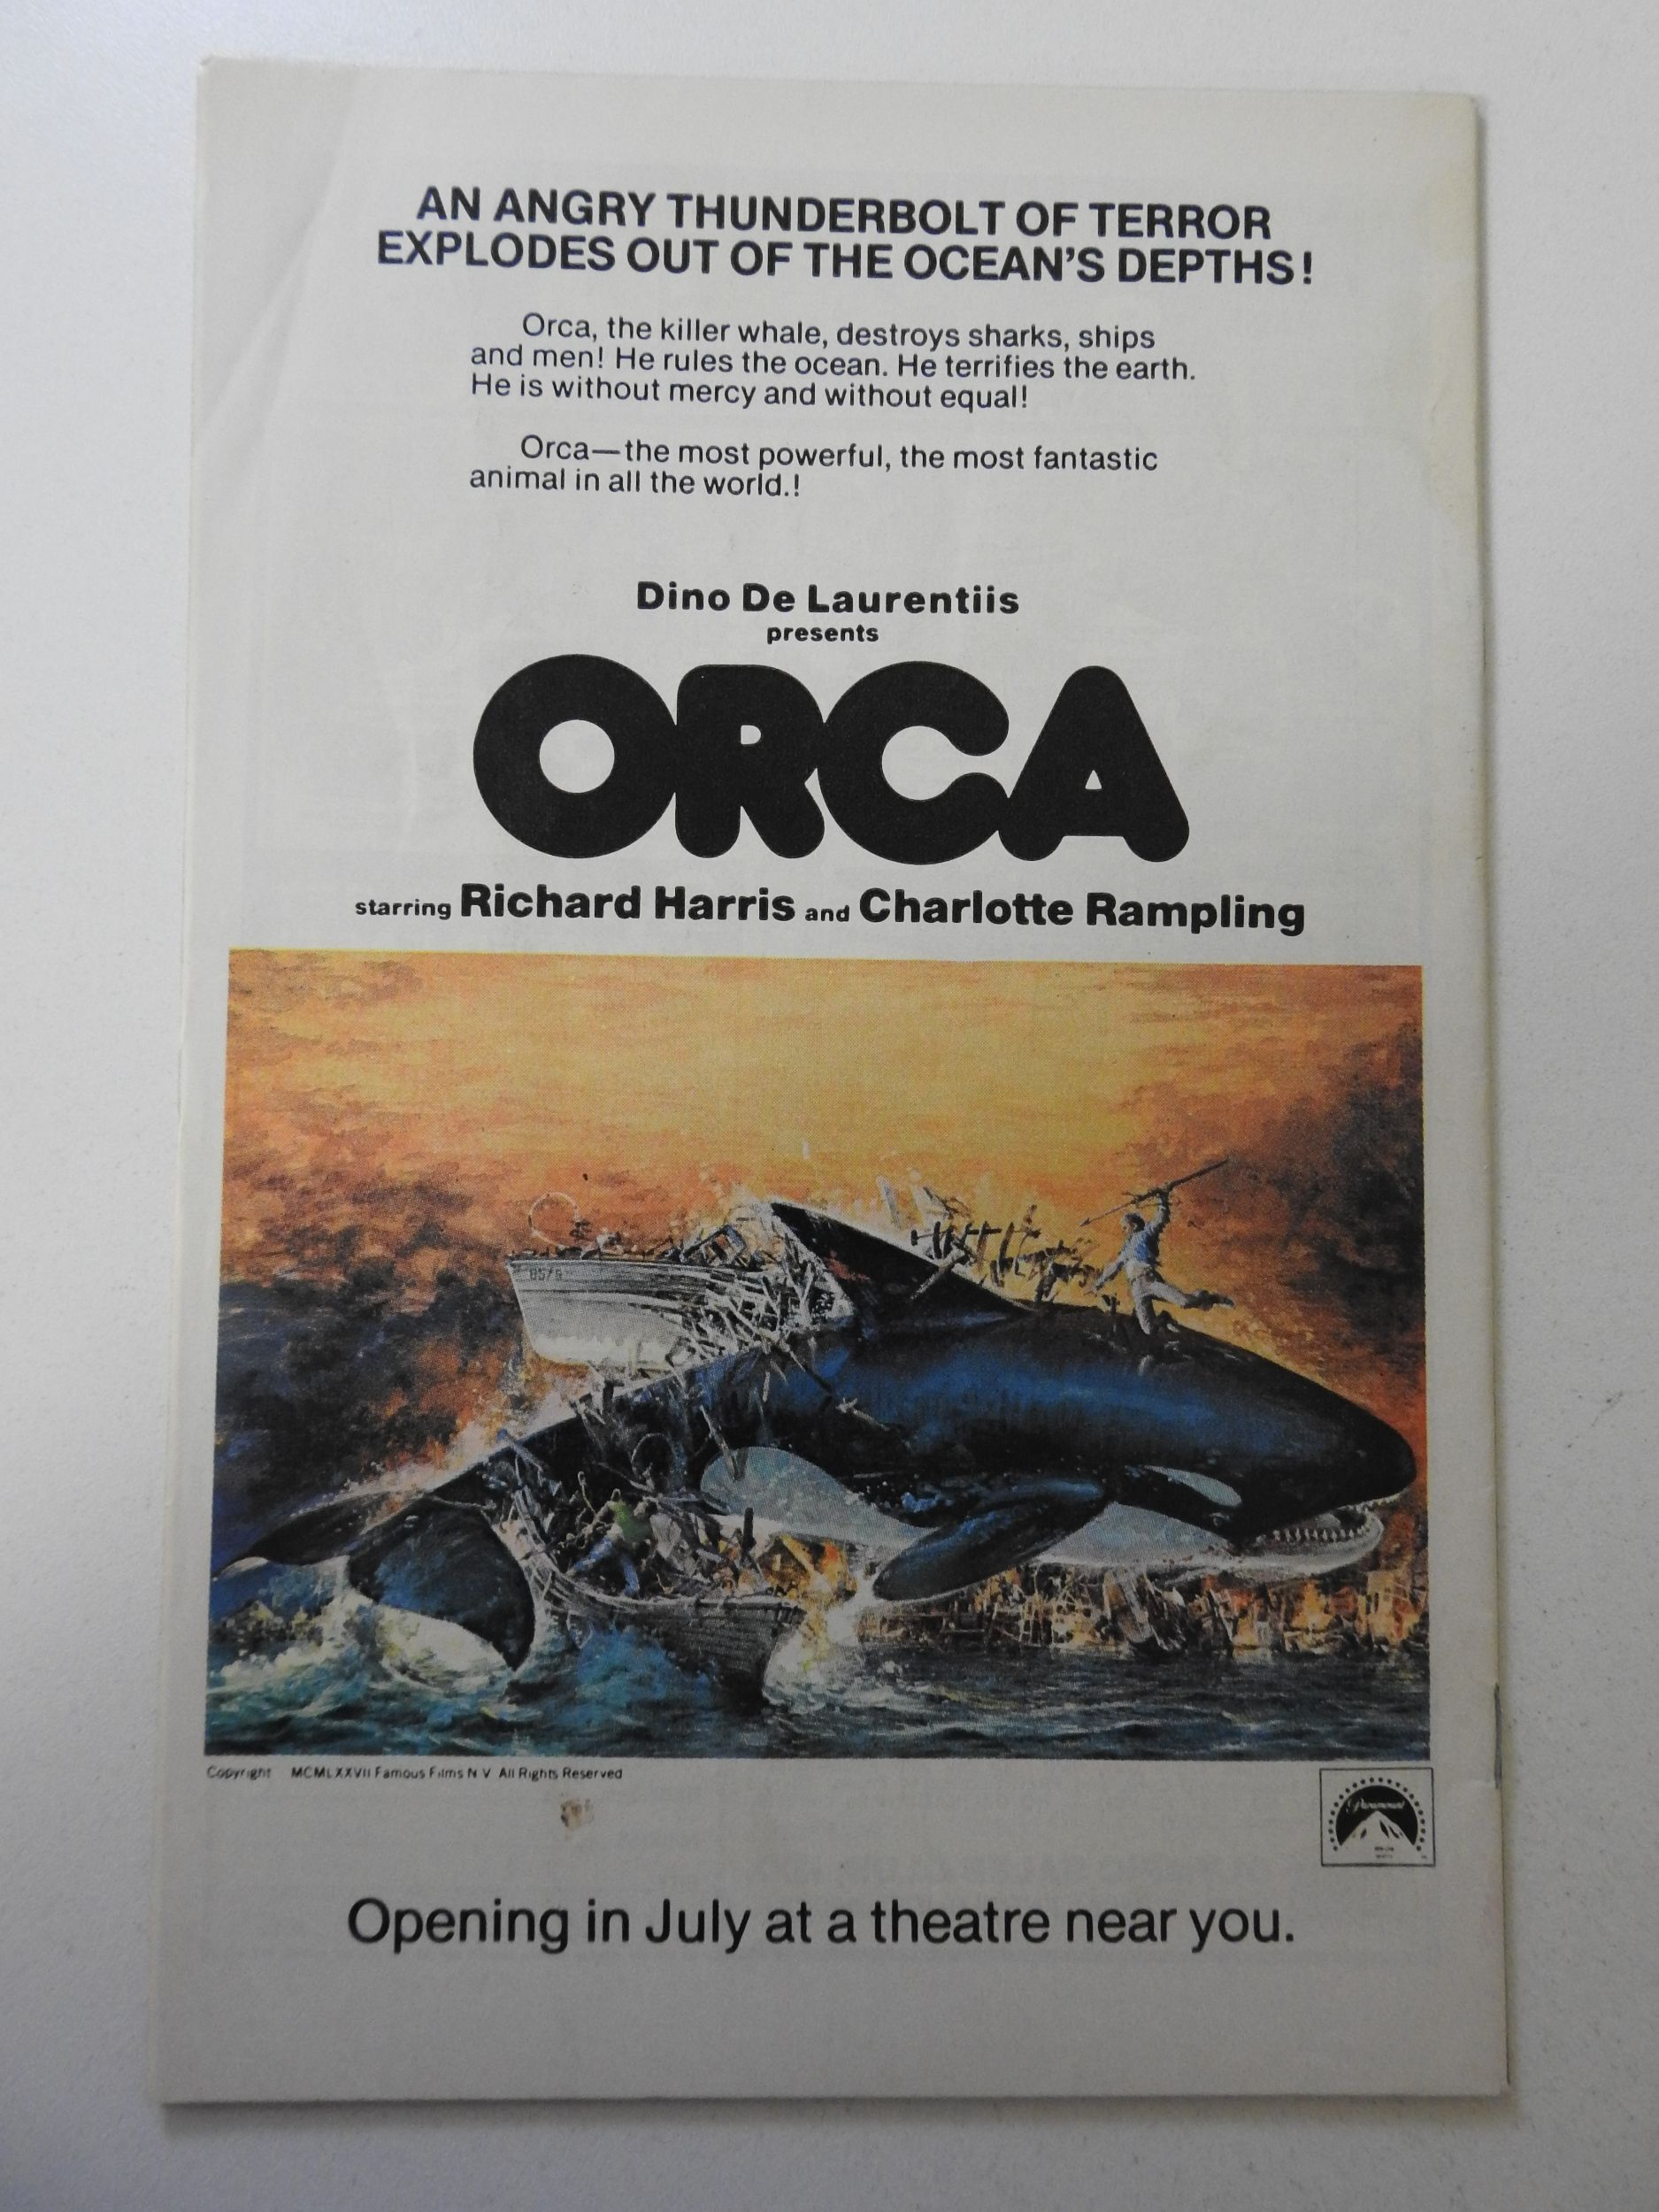 AN ANGRY THUNDERBOLT OF TERROR
EXPLODES OUT OF THE OCEAN'S DEPTHS!
Orca, the killer whale, destroys sharks, ships
and men! He rules the ocean. He terrifies the earth.
He is without mercy and without equal!
Orca—the most powerful, the most fantastic
animal in all the world.!
Dino De Laurentiis
presents
ORCA
starring Richard Harris and Charlotte Rampling
Copyright MCMLXXVII Famous Films N V All Rights Reserved
Paramount
Opening in July at a theatre near you.